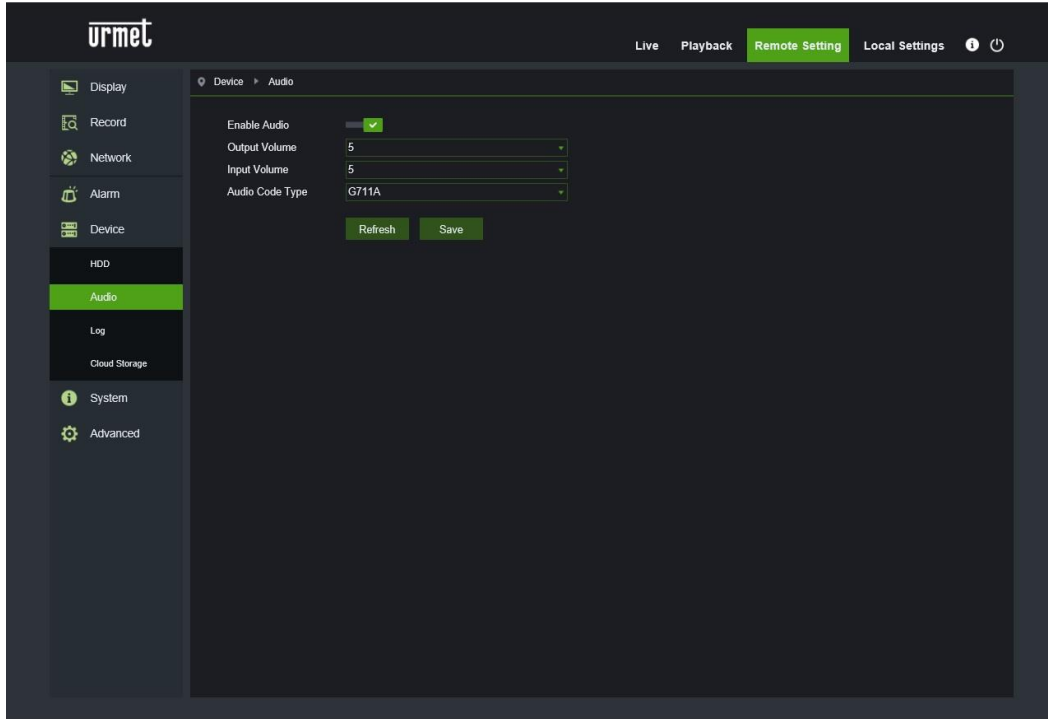 urmet
Live Playback Remote Setting Local Settings
Display
Record
Network
Alarm
Device
HDD
Audio
Log
Cloud Storage
System
Advanced
Device Audio
Enable Audio
Output Volume 5
Input Volume 5
Audio Code Type G711A
Refresh Save